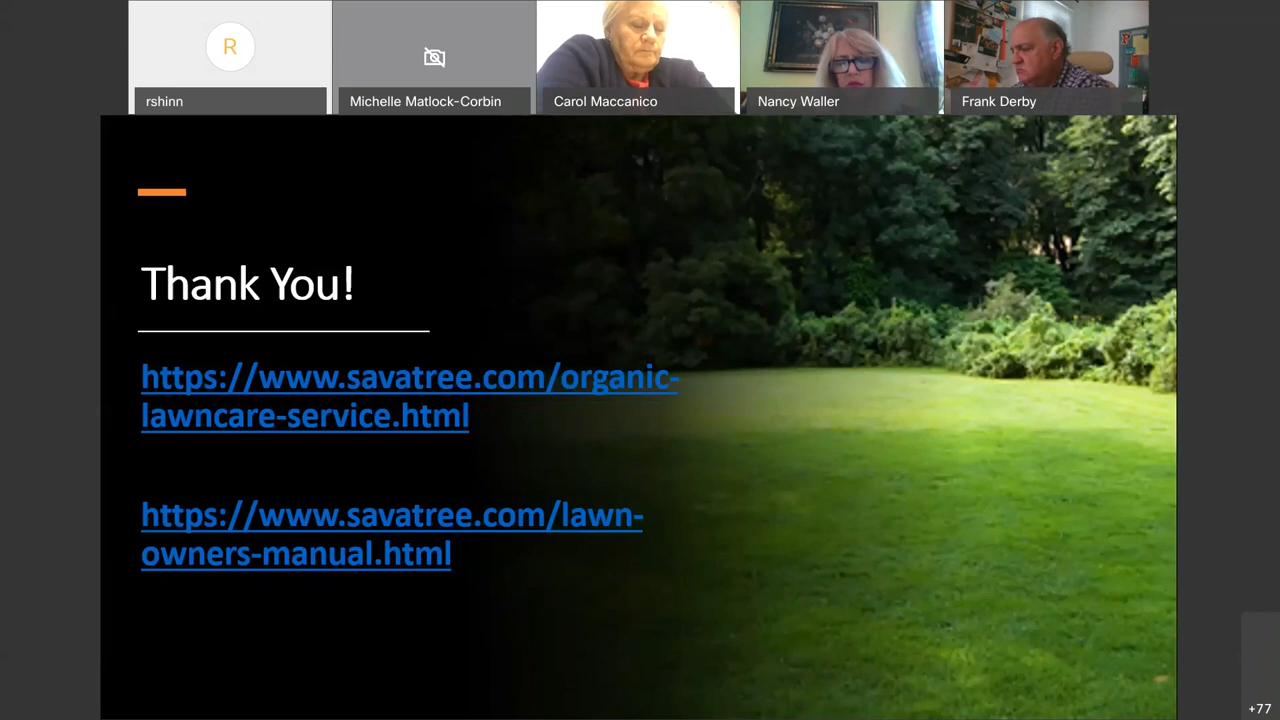 R
rshinn
Michelle Matlock-Corbin
Carol Maccanico
Nancy Waller
Frank Derby
Thank You!
https://www.savatree.com/organic-
lawncare-service.html
https://www.savatree.com/lawn-
owners-manual.html
+77